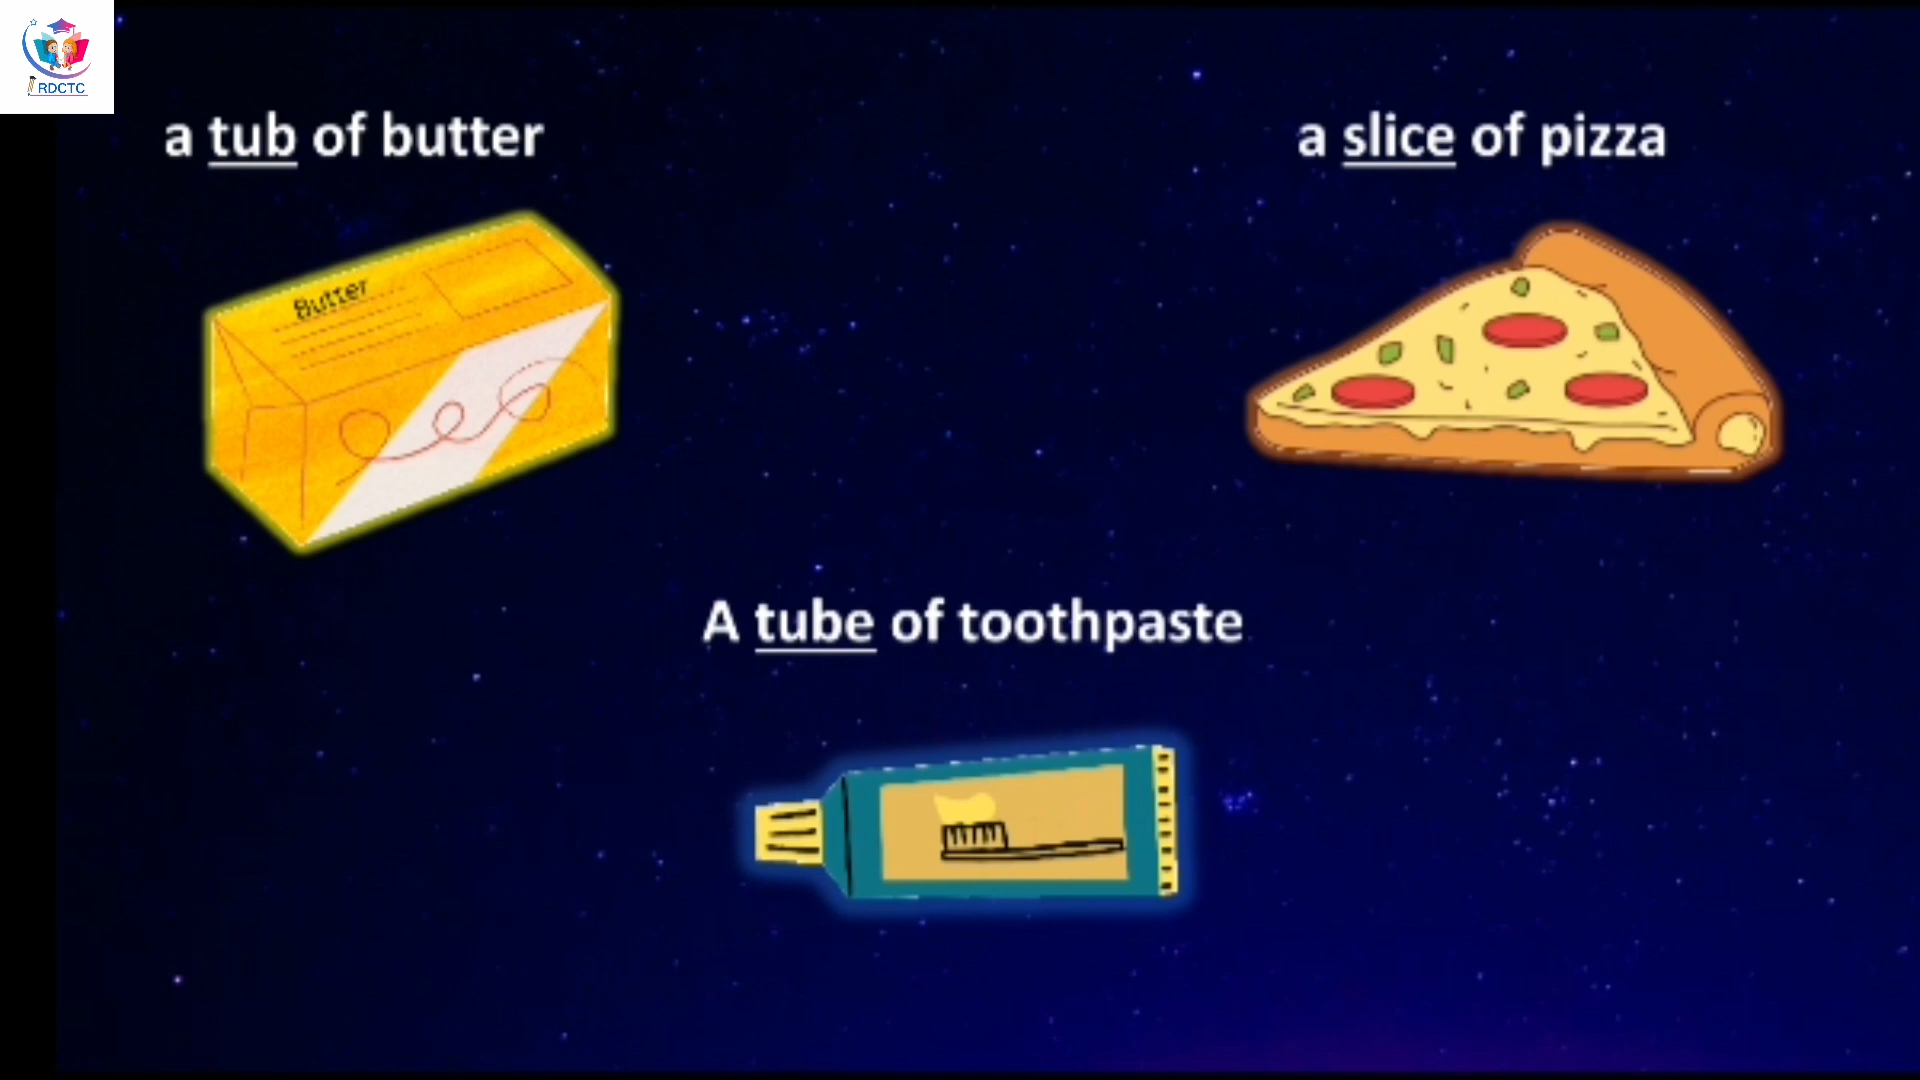 RDCTC
a tub of butter
a slice of pizza
Butter
A tube of toothpaste